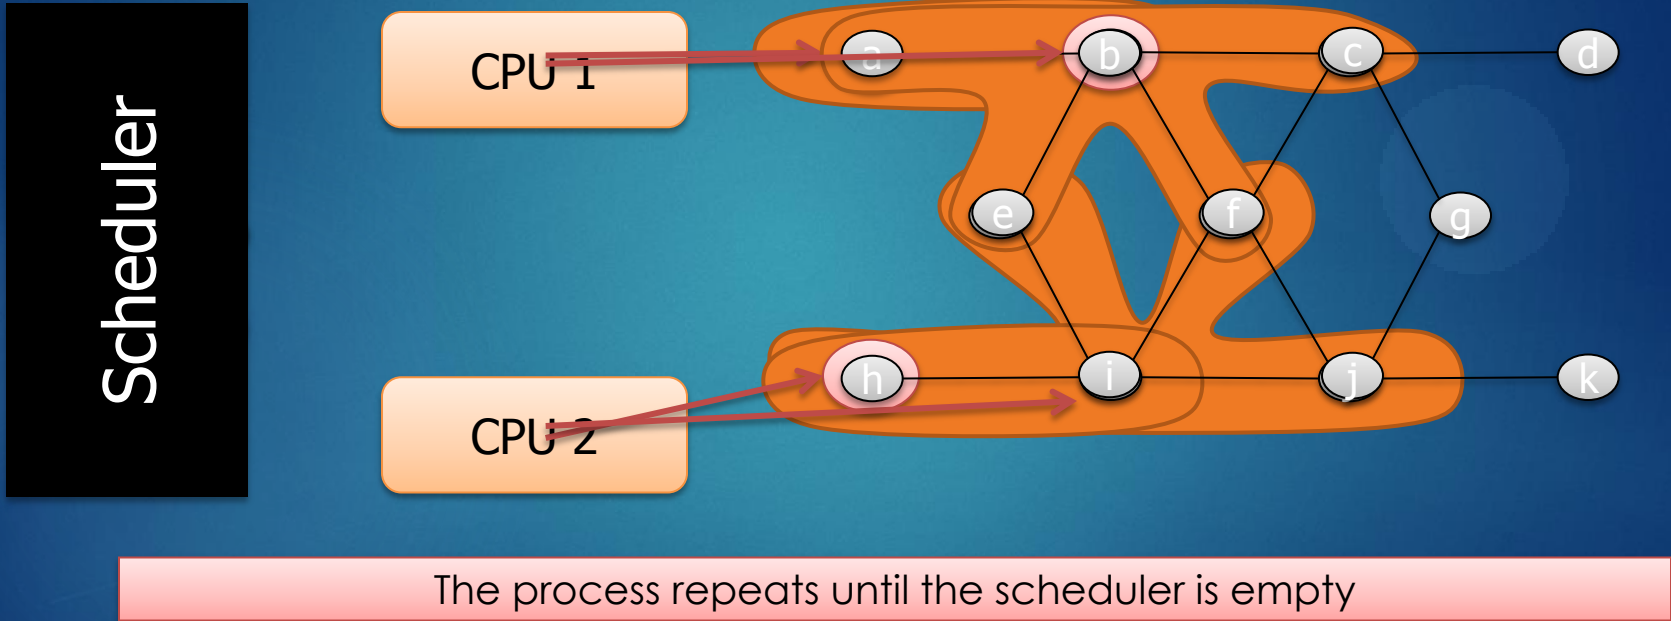 Scheduler
CPU 1
a
b
c
d
e
f
g
CPU 2
h
i
j
k
The process repeats until the scheduler is empty